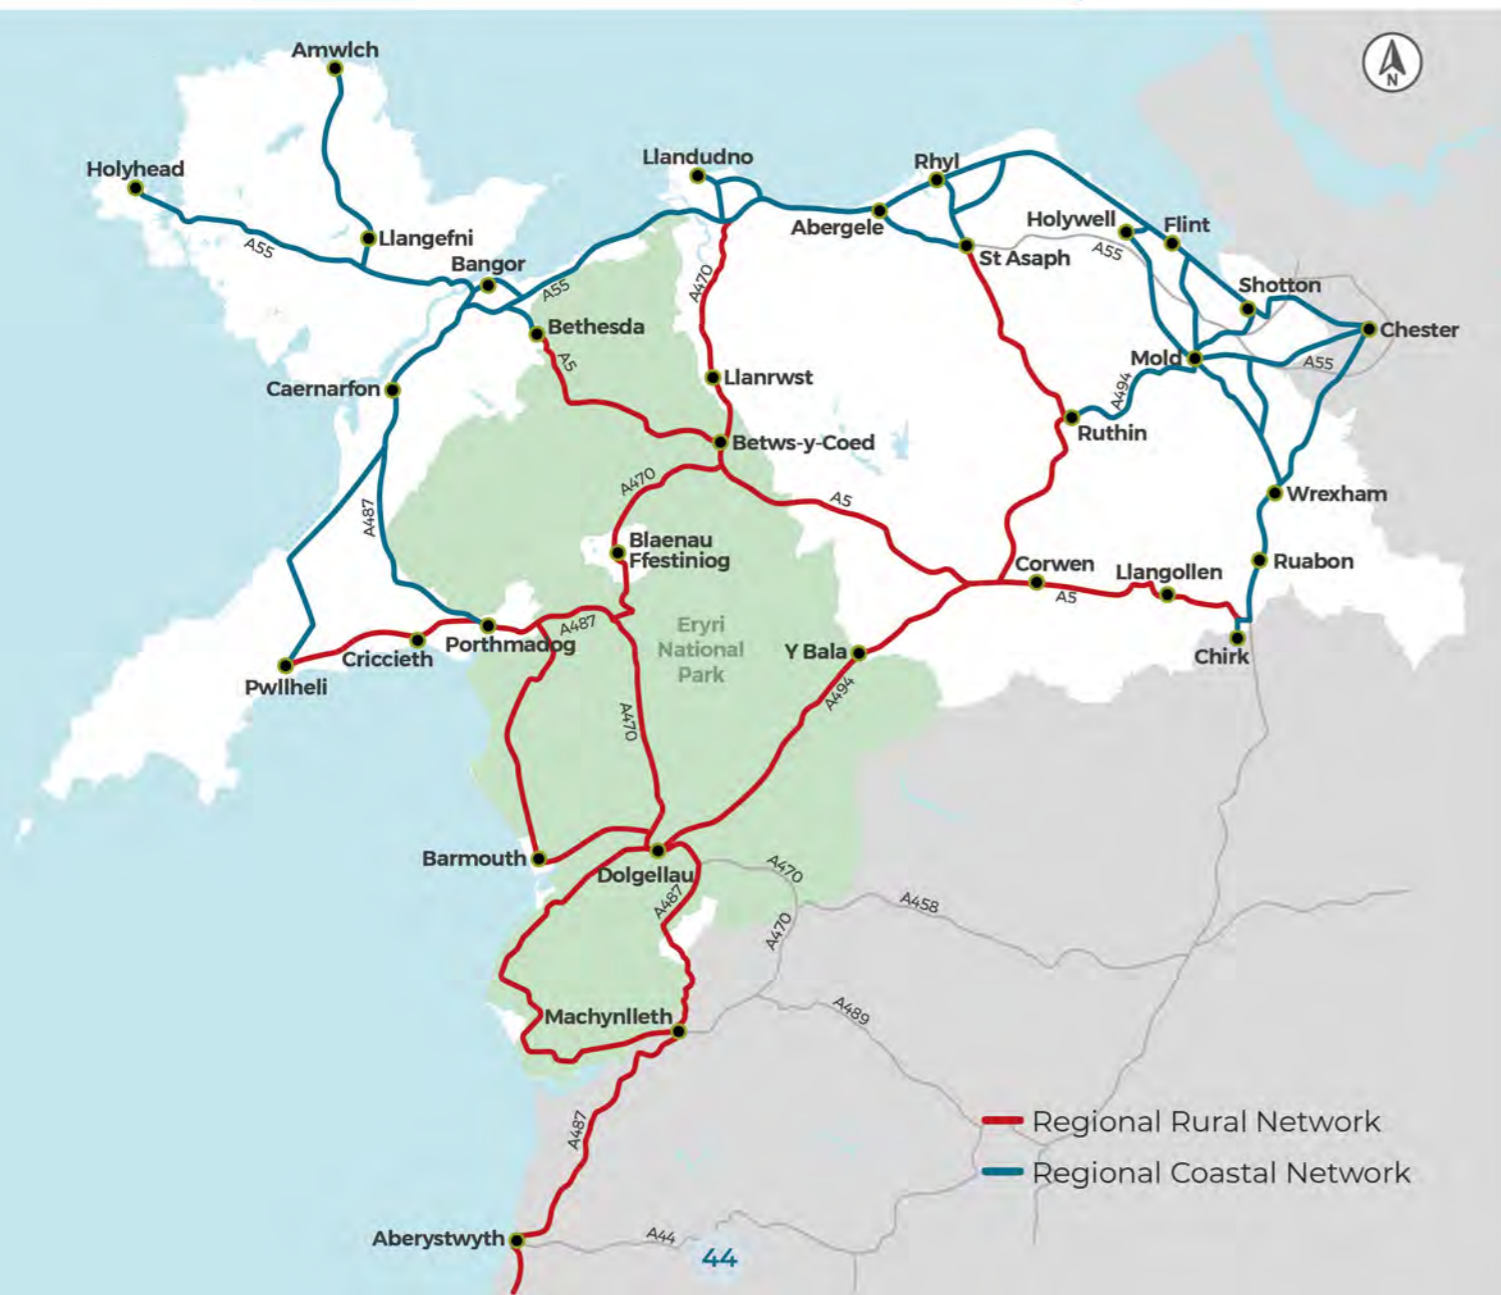 Amwlch
N
Holyhead
Llandudno
Rhyl
Holywell
Flint
Abergele
Llangefni
A55
A55
St Asaph
Bangor
A470
A55
Shotton
Bethesda
Chester
A5
Mold
A55
Caernarfon
Llanrwst
A494
Ruthin
Betws-y-Coed
A470
A5
Wrexham
A487
Blaenau
Ffestiniog
Corwen
Llangollen
Ruabon
A5
A487
Eryri
National
Park
Porthmadog
Criccieth
Y Bala
Chirk
Pwllheli
A494
A470
Barmouth
Dolgellau
A470
A487
A458
A470
Machynlleth
A489
A487
Regional Rural Network
Regional Coastal Network
Aberystwyth
A44
44